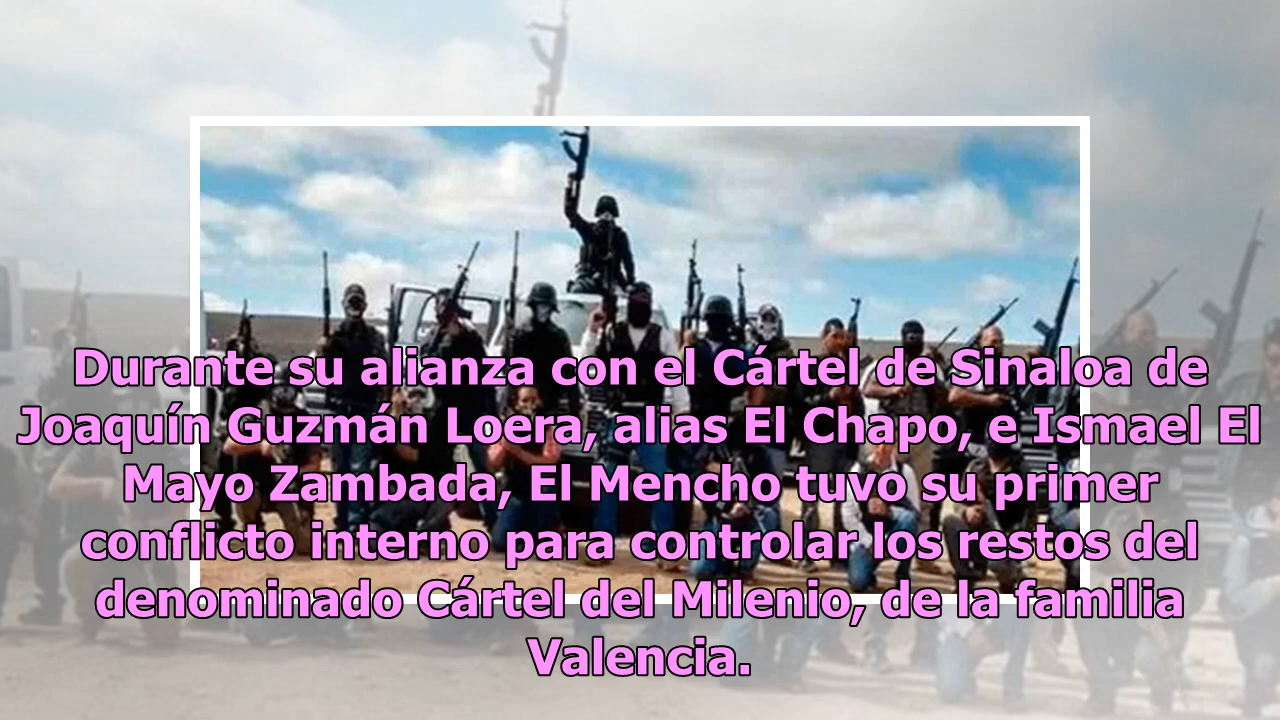 Durante su alianza con el Cártel de Sinaloa de
Joaquín Guzmán Loera, alias El Chapo, e Ismael El
Mayo Zambada, El Mencho tuvo su primer
conflicto interno para controlar los restos del
denominado Cártel del Milenio, de la familia
Valencia.